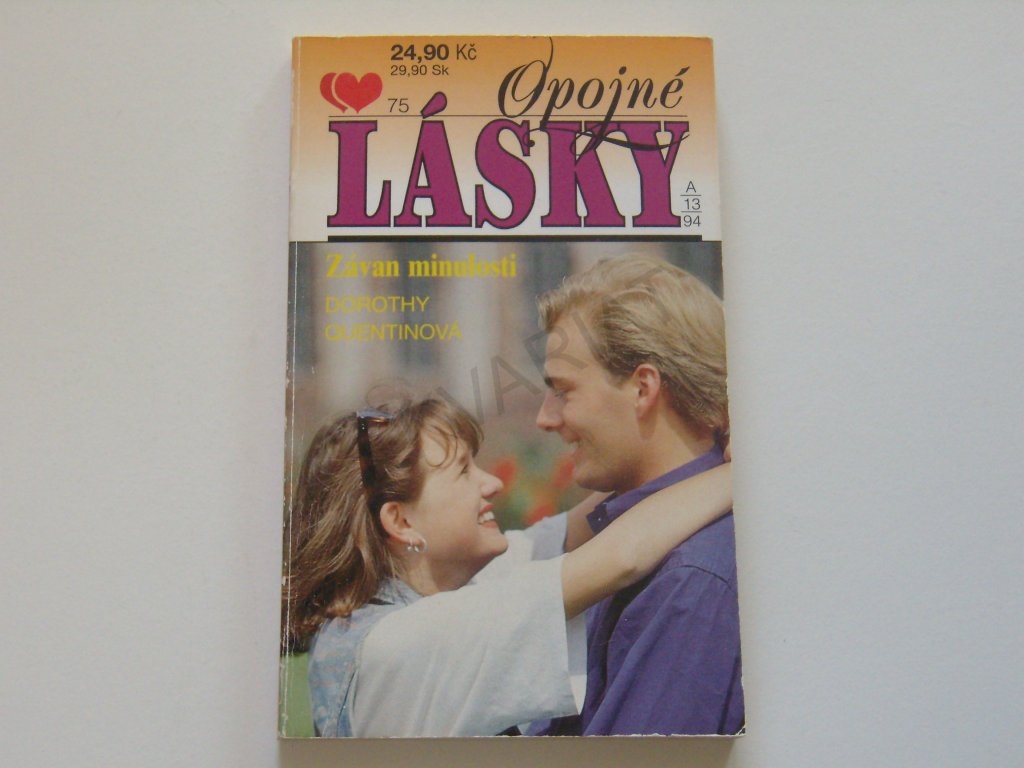 24,90 Kč
29,90 Sk
75
Opojné
LÁSKY
A
13
94
Závan minulosti
DOROTHY
QUENTINOVÁ